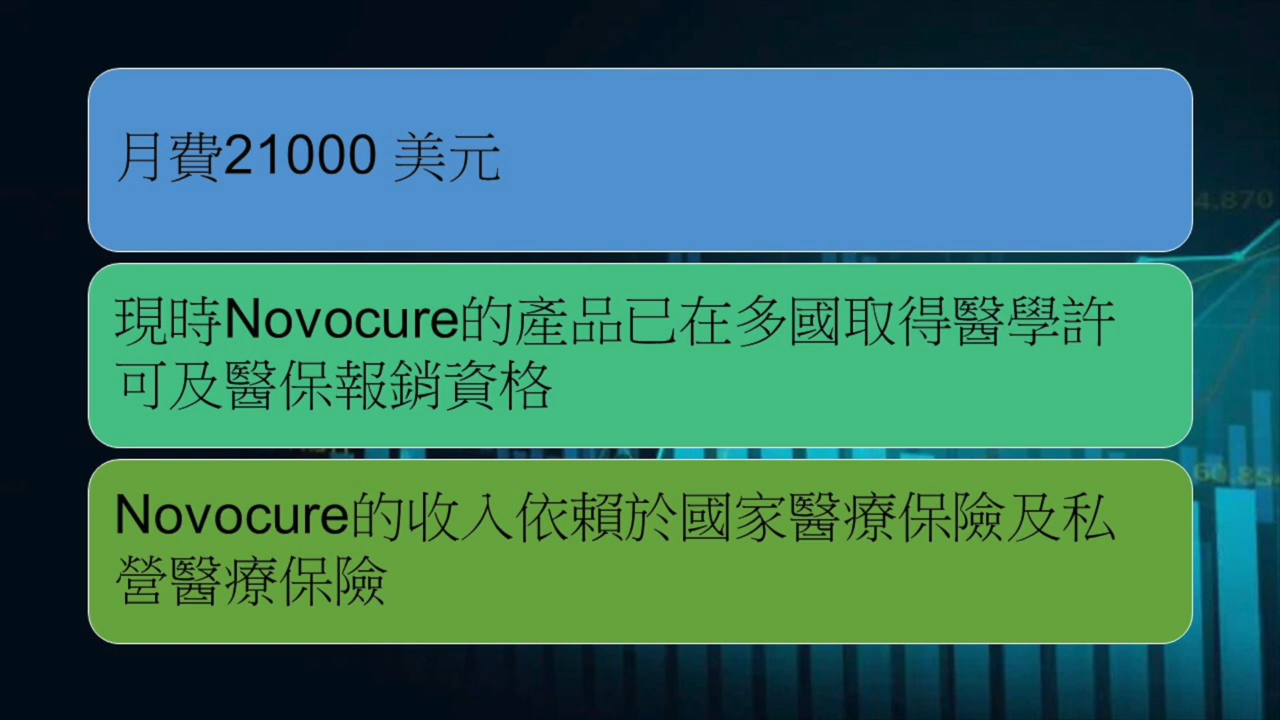 月費21000 美元
現時Novocure的產品已在多國取得醫學許
可及醫保報銷資格
Novocure的收入依賴於國家醫療保險及私
營醫療保險
4.870